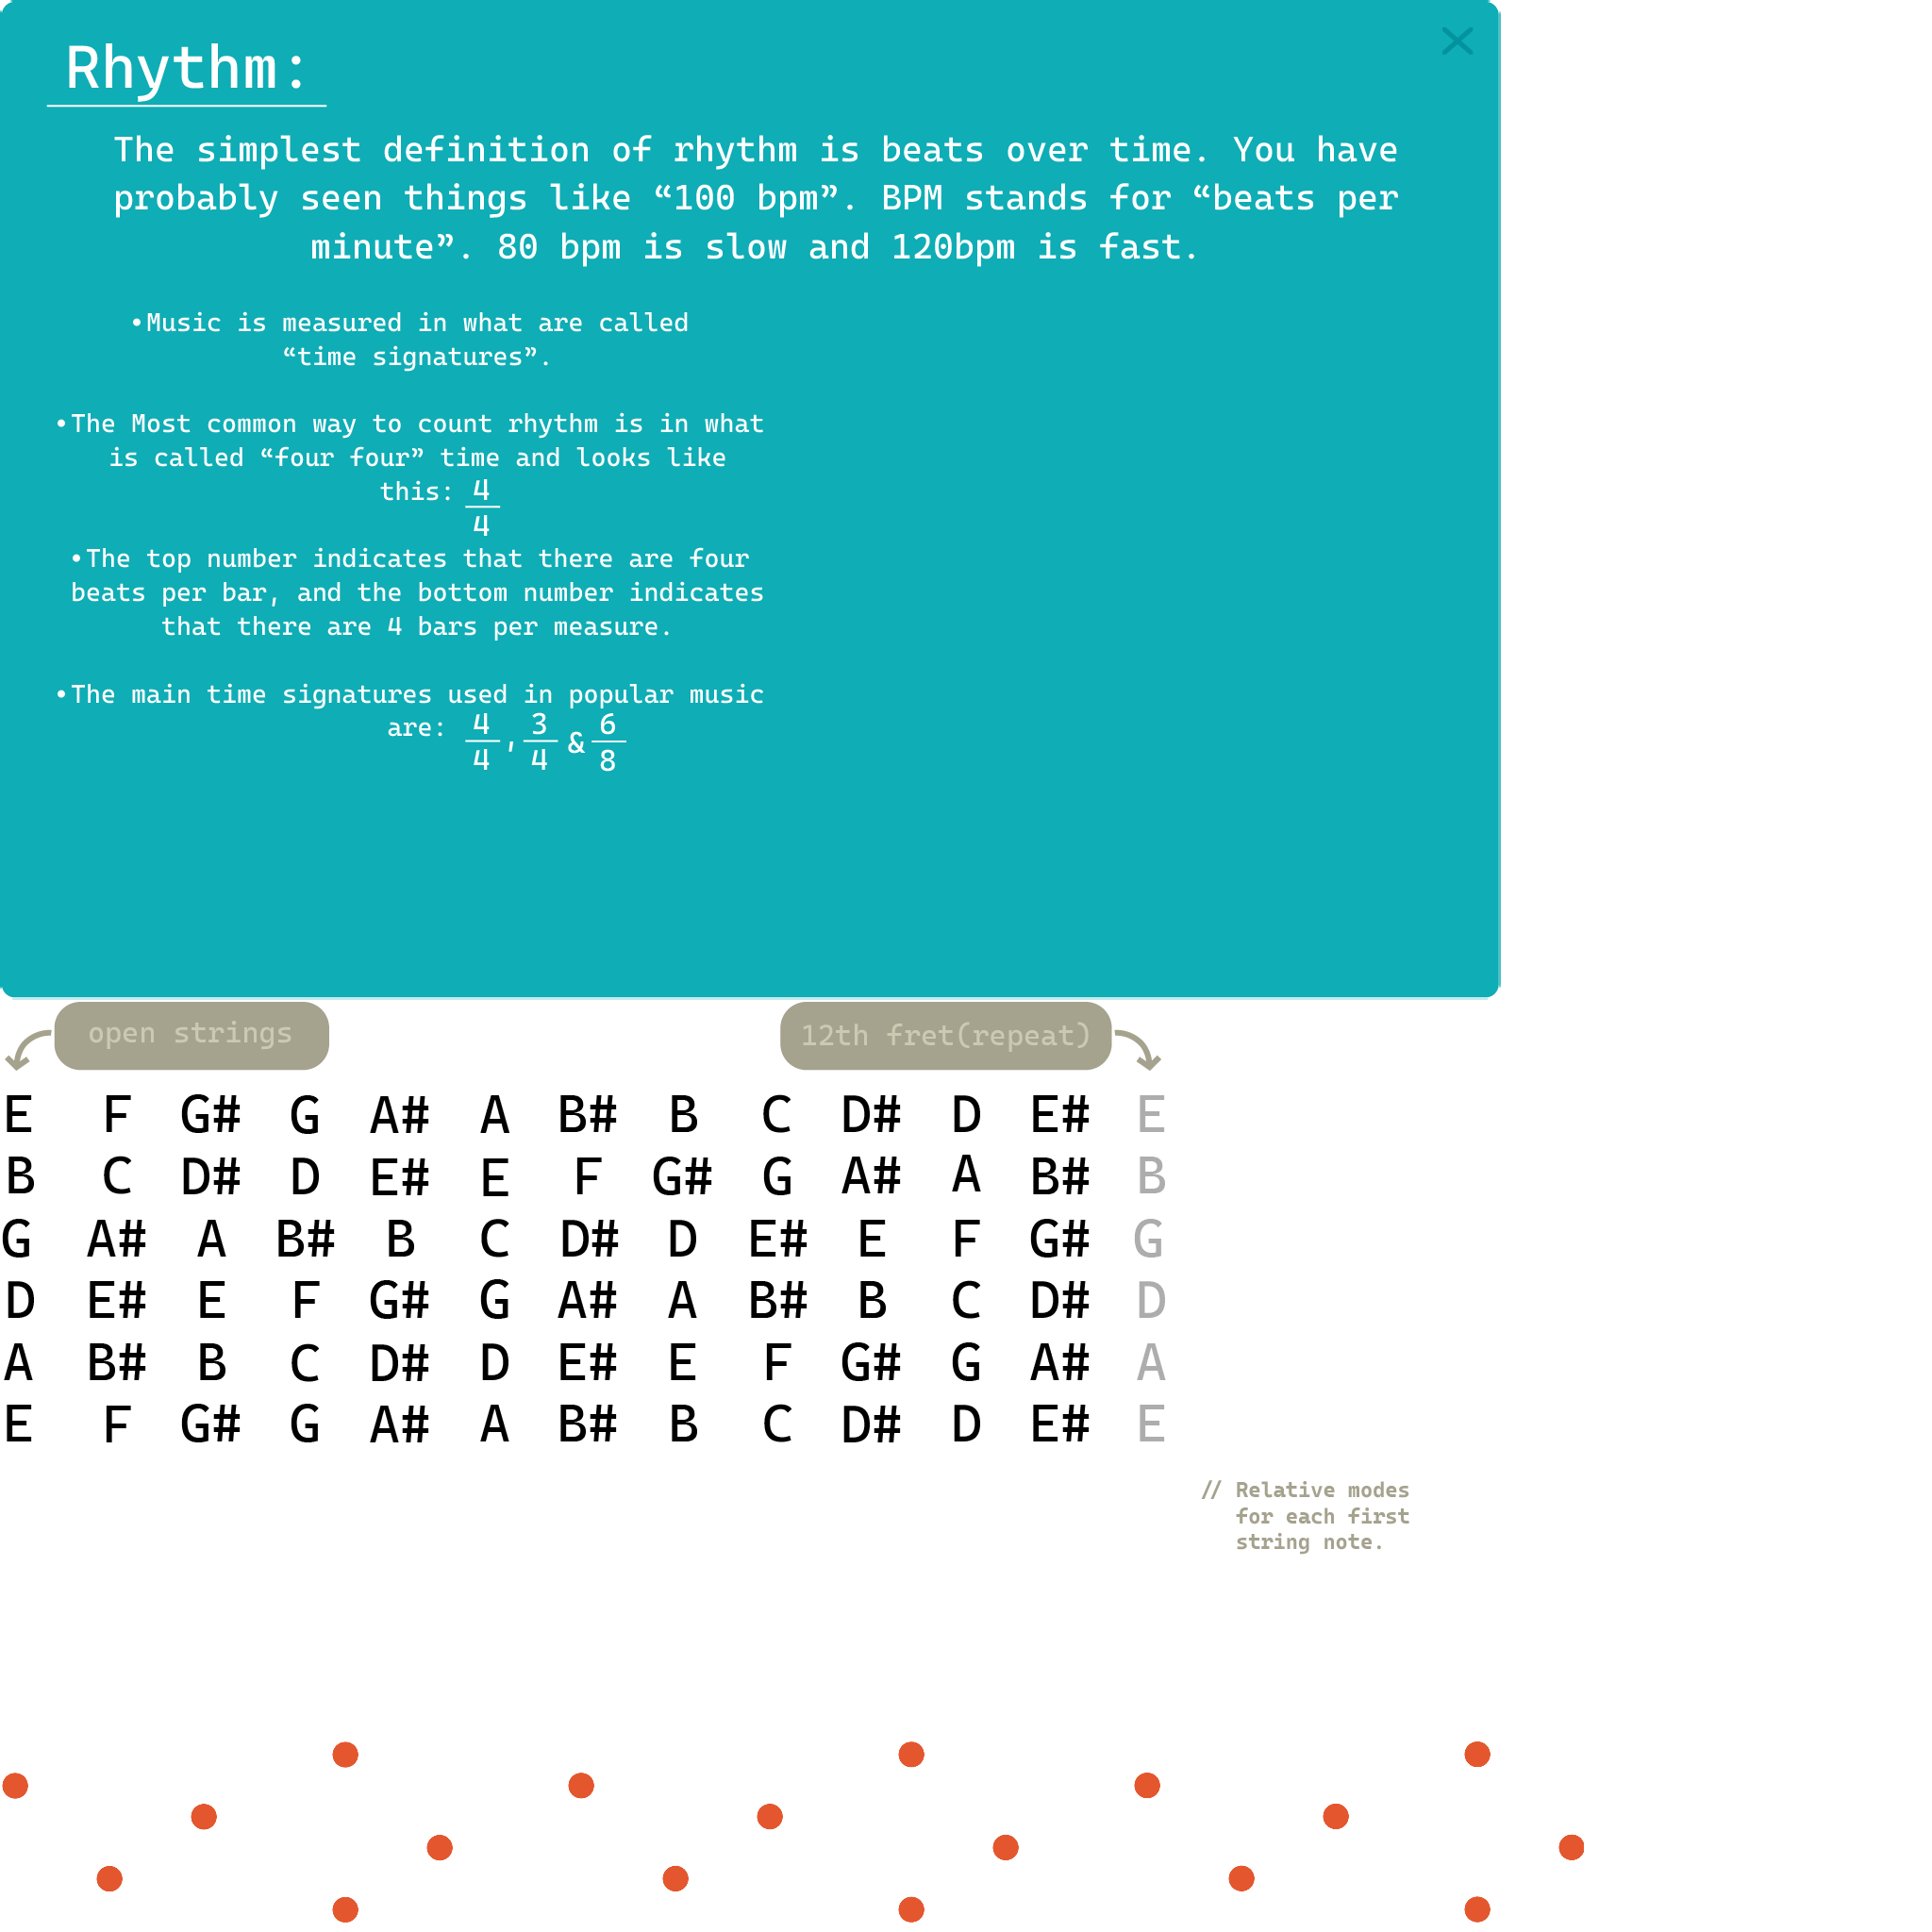 Rhythm:
The simplest definition of rhythm is beats over time. You have
probably seen things like “100 bpm”. BPM stands for “beats per
minute”. 80 bpm is slow and 120bpm is fast.
•Music is measured in what are called
“time signatures”.
•The Most common way to count rhythm is in what
is called “four four” time and looks like
this: 4
4
•The top number indicates that there are four
beats per bar, and the bottom number indicates
that there are 4 bars per measure.
•The main time signatures used in popular music
are: 4/4, 3/4 & 6/8
open strings 12th fret(repeat)
E F G# G A# A B# B C D# D E# E
B C D# D E# E F G# G A# A B# B
G A# A B# B C D# D E# E F G# G
D E# E F G# G A# A B# B C D# D
A B# B C D# D E# E F G# G A# A
E F G# G A# A B# B C D# D E# E
// Relative modes
for each first
string note.